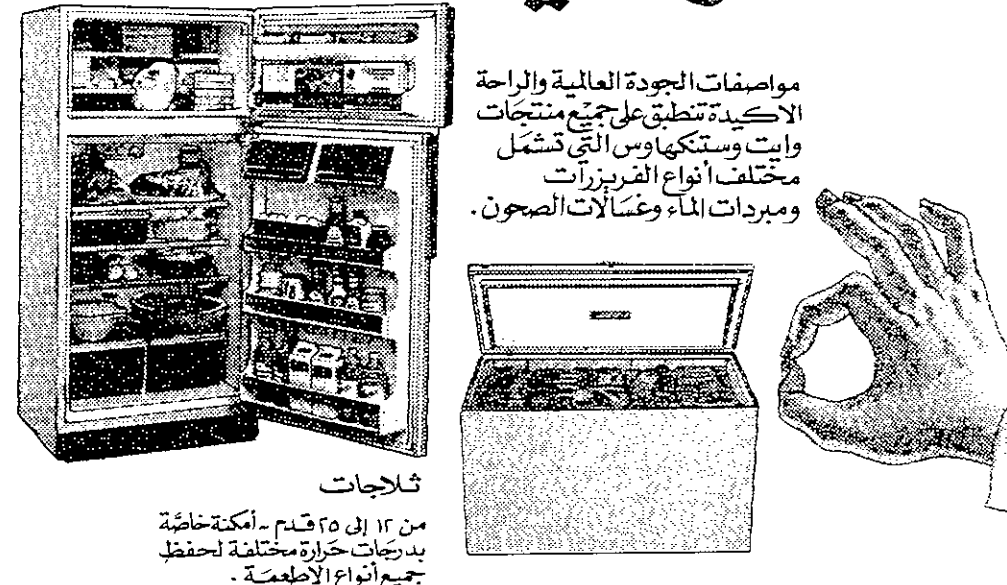 مواصفات الجودة العالمية والراحة
الاكيدة تنطبق على جميع منتجات
وايت وستنكهاوس التي تشمل
مختلف أنواع الفريزرات
ومبردات الماء وغسالات الصحون.
ثلاجات
من ١٢ إلى ٢٥ قدم - أمكنة خاصة
بدرجات حرارة مختلفة لحفظ
جميع أنواع الاطعمة.